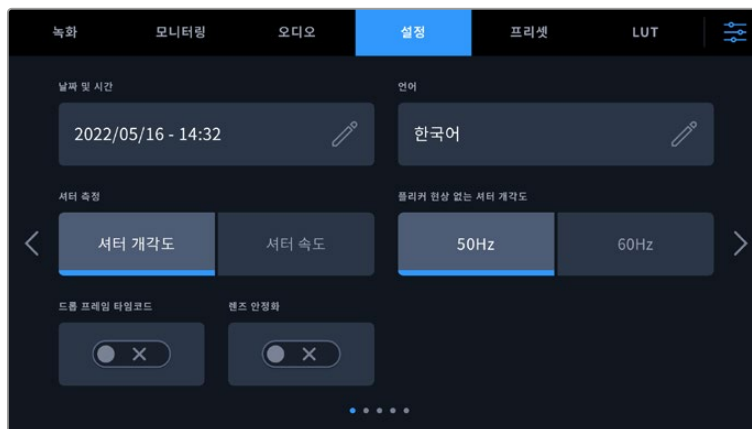 녹화 모니터링 오디오 설정 프리셋 LUT
날짜 및 시간 언어
2022/05/16 - 14:32 한국어
셔터 측정 플리커 현상 없는 셔터 개각도
셔터 개각도 셔터 속도 50Hz 60Hz
드롭 프레임 타임코드 렌즈 안정화